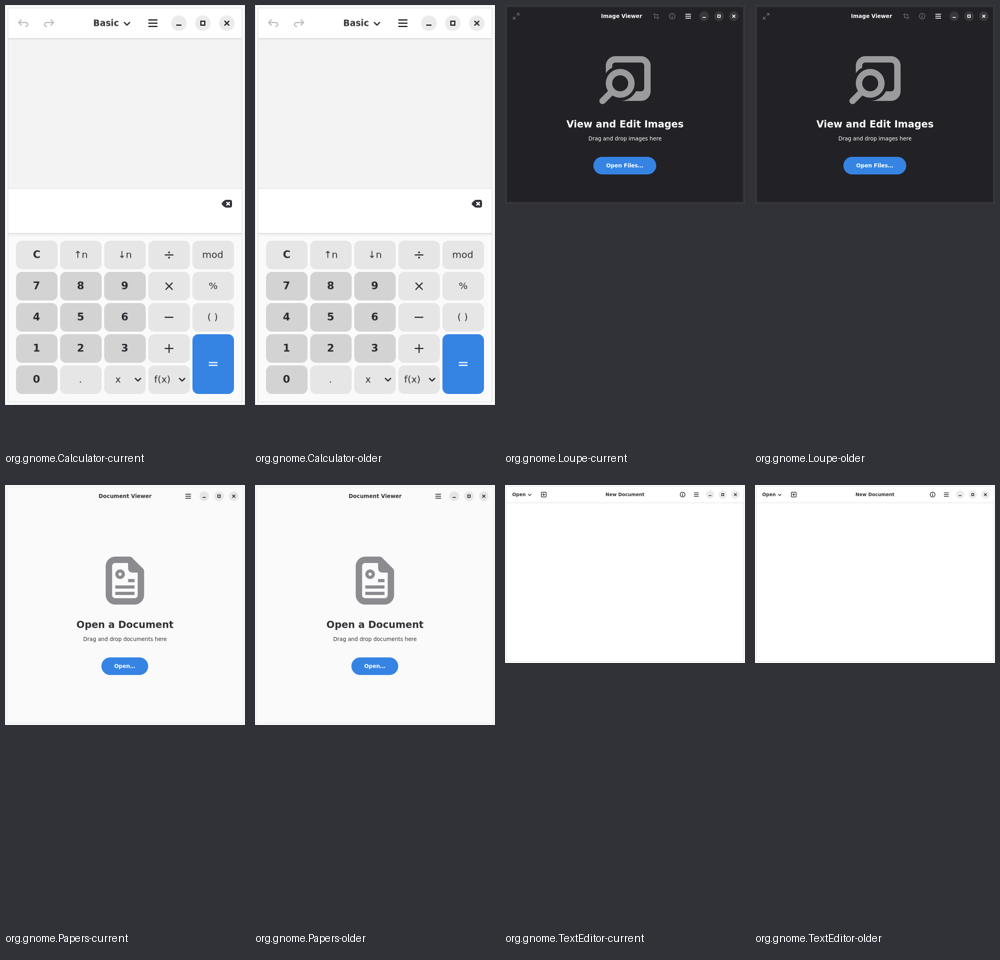 Basic
C ↑n ↓n ÷ mod
7 8 9 × %
4 5 6 − ( )
1 2 3 +
=
0 . x f(x)
org.gnome.Calculator-current
Basic
C ↑n ↓n ÷ mod
7 8 9 × %
4 5 6 − ( )
1 2 3 +
=
0 . x f(x)
org.gnome.Calculator-older
Image Viewer
View and Edit Images
Drag and drop images here
Open Files...
org.gnome.Loupe-current
Image Viewer
View and Edit Images
Drag and drop images here
Open Files...
org.gnome.Loupe-older
Document Viewer
Open a Document
Drag and drop documents here
Open...
org.gnome.Papers-current
Document Viewer
Open a Document
Drag and drop documents here
Open...
org.gnome.Papers-older
Open New Document
org.gnome.TextEditor-current
Open New Document
org.gnome.TextEditor-older